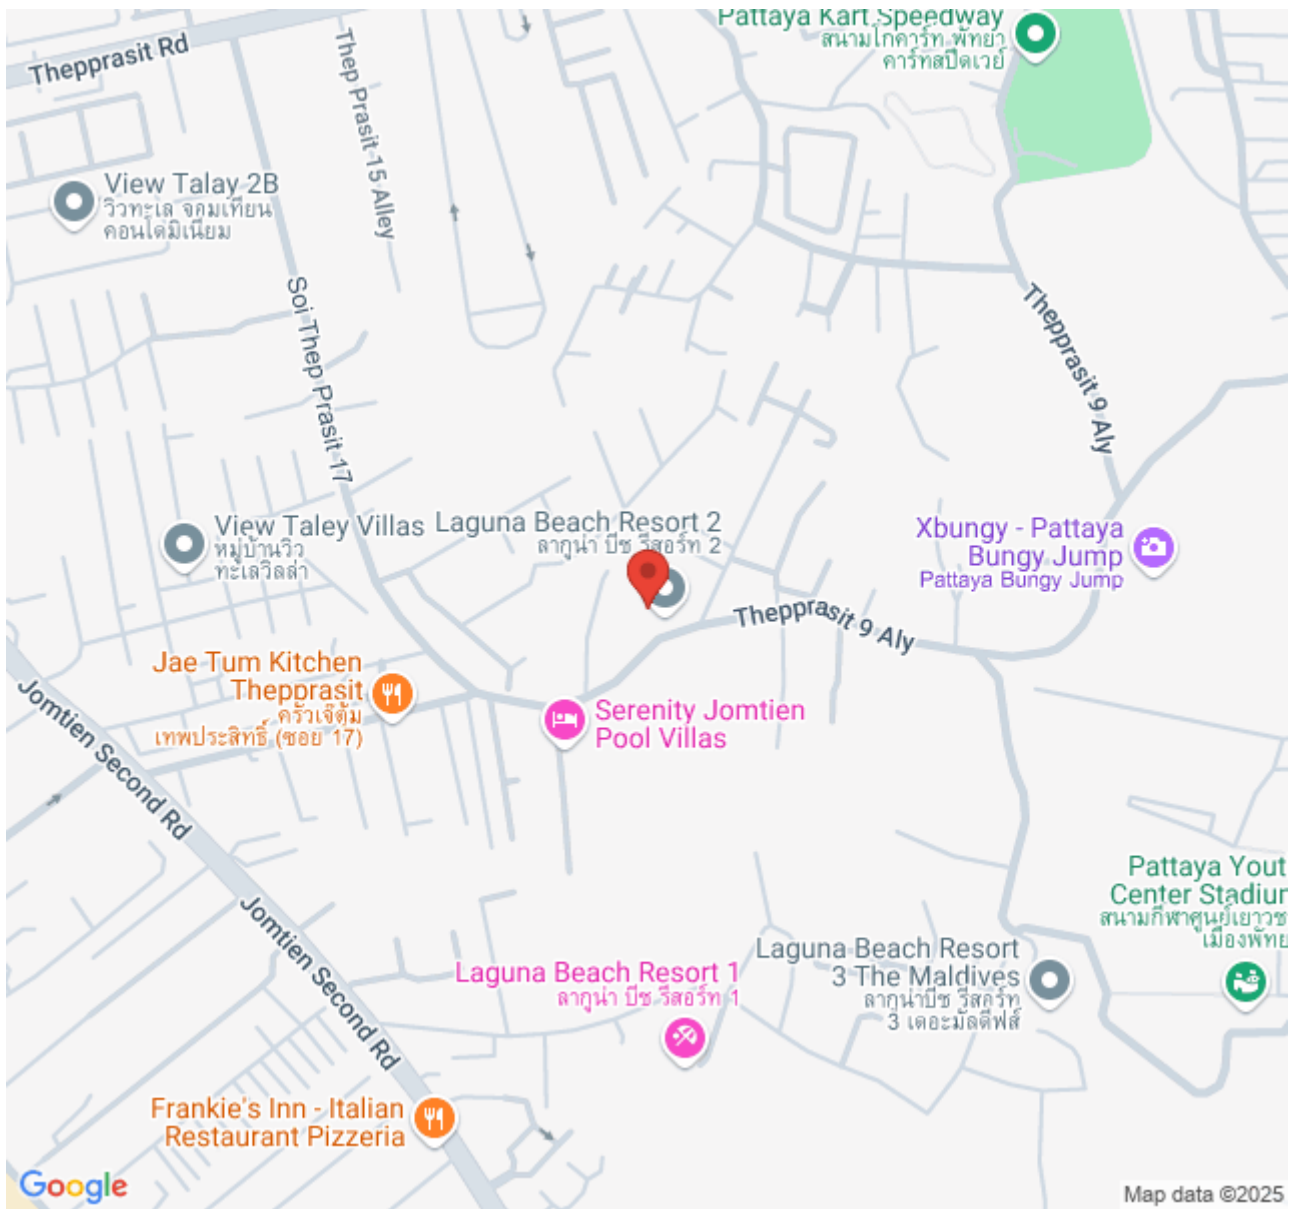 Pattaya Kart Speedway
สนามโกคาร์ท พัทยา
คาร์ทสปีดเวย์
Thepprasit Rd
Thep Prasit 15 Alley
View Talay 2B
วิวทะเล จอมเทียน
คอนโดมิเนียม
Soi Thep Prasit 17
Thepprasit 9 Aly
View Taley Villas
หมู่บ้านวิว
ทะเลวิลล่า
Laguna Beach Resort 2
ลากูน่า บีช รีสอร์ท 2
Xbungy - Pattaya
Bungy Jump
Pattaya Bungy Jump
Thepprasit 9 Aly
Jae Tum Kitchen
Thepprasit
ครัวเจ๊ตุ้ม
เทพประสิทธิ์ (ซอย 17)
Serenity Jomtien
Pool Villas
Jomtien Second Rd
Pattaya Yout
Center Stadiur
สนามกีฬาศูนย์เยาวช
เมืองพัทย
Jomtien Second Rd
Laguna Beach Resort
3 The Maldives
ลากูน่าบีช รีสอร์ท
3 เดอะมัลดีฟส์
Laguna Beach Resort 1
ลากูน่า บีช รีสอร์ท 1
Frankie's Inn - Italian
Restaurant Pizzeria
Google
Map data ©2025